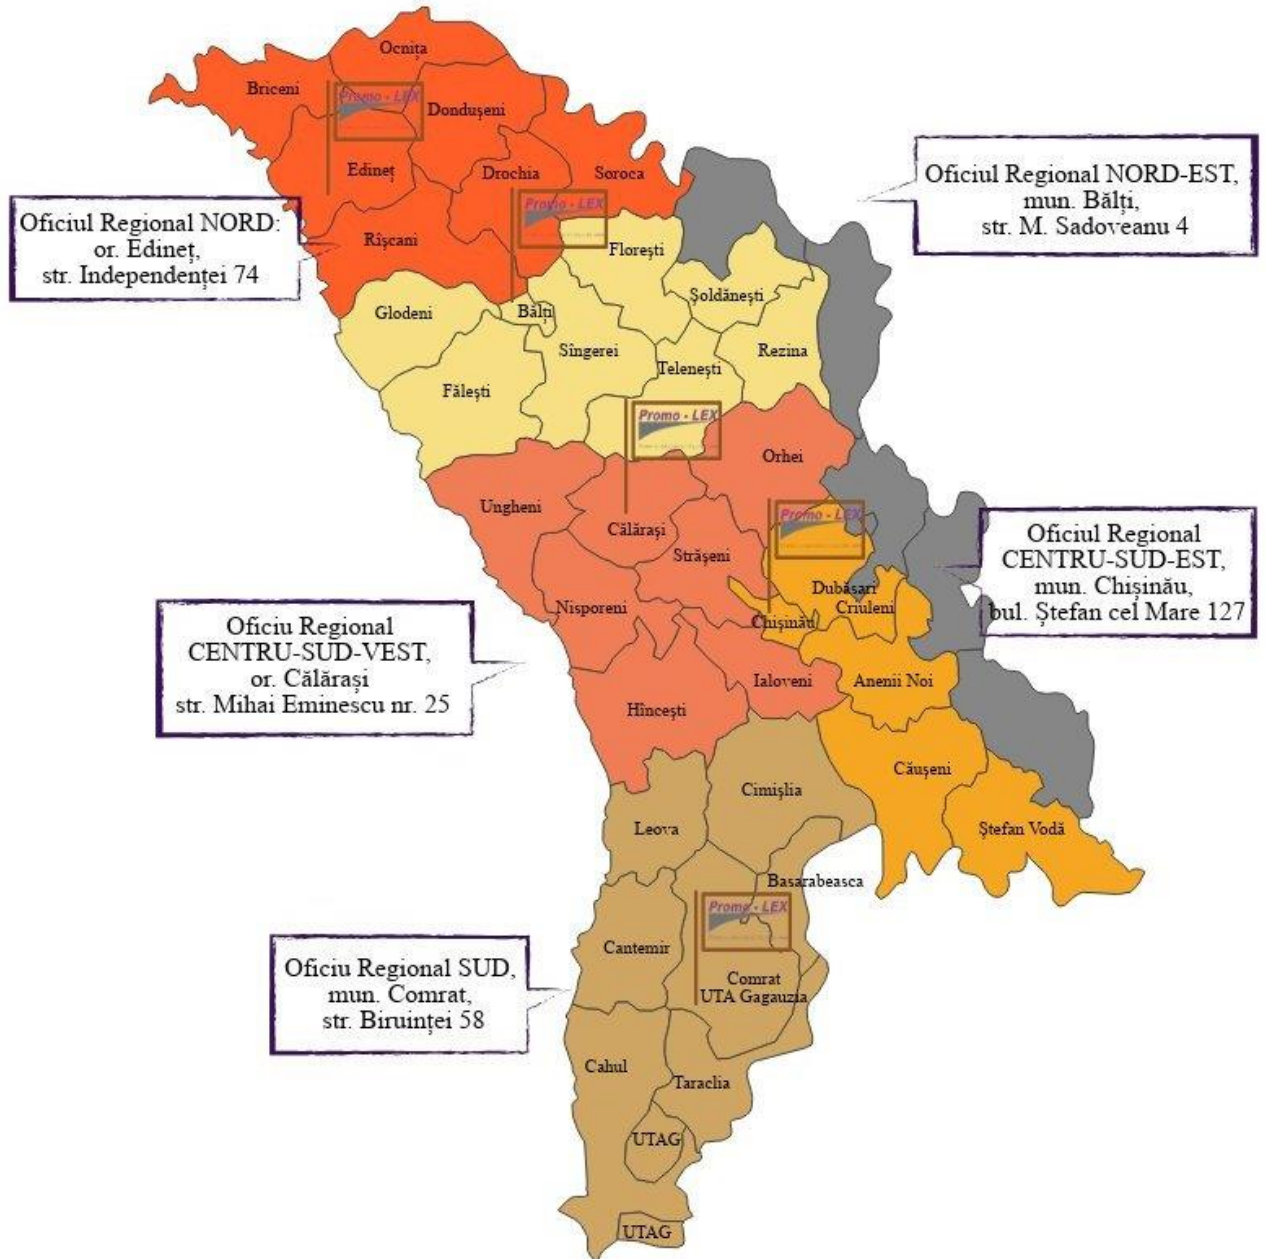 Ocnița
Briceni
Promo - LEX
Dondușeni
Edineț
Drochia
Soroca
Oficiul Regional NORD-EST,
mun. Bălți,
str. M. Sadoveanu 4
Oficiul Regional NORD:
or. Edineț,
str. Independenței 74
Rîșcani
Florești
Glodeni
Bălți
Șoldănești
Sîngerei
Rezina
Telenești
Fălești
Promo - LEX
Orhei
Ungheni
Promo - LEX
Călărași
Strășeni
Oficiul Regional
CENTRU-SUD-EST,
mun. Chișinău,
bul. Ștefan cel Mare 127
Dubăsari
Criuleni
Nisporeni
Chișinău
Oficiu Regional
CENTRU-SUD-VEST,
or. Călărași
str. Mihai Eminescu nr. 25
Ialoveni
Anenii Noi
Hîncești
Căușeni
Cimișlia
Leova
Ștefan Vodă
Basarabeasca
Promo - LEX
Cantemir
Oficiu Regional SUD,
mun. Comrat,
str. Biruinței 58
Comrat
UTA Gagauzia
Cahul
Taraclia
UTAG
UTAG